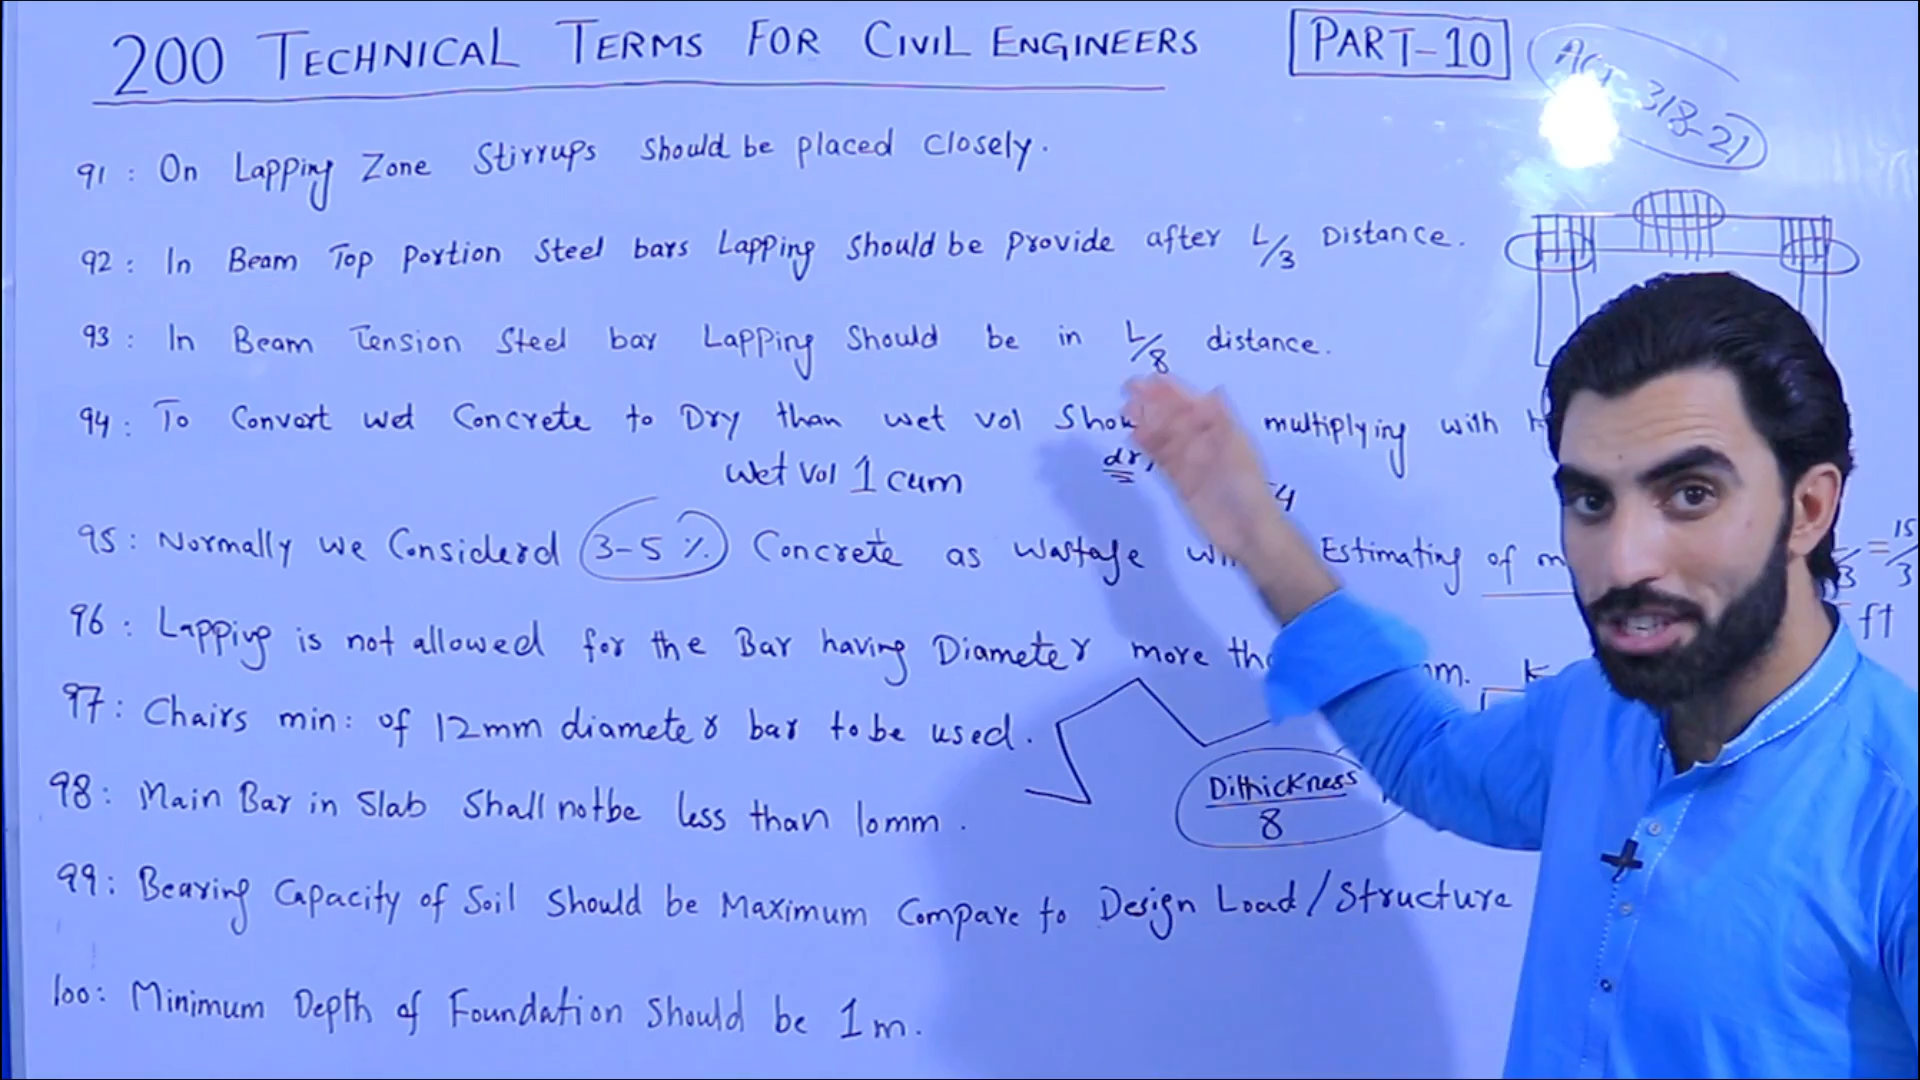 200 TECHNICAL TERMS FOR CIVIL ENGINEERS
PART-10
ACI 318-21
91: On Lapping Zone Stirrups Should be placed Closely.
92: In Beam Top Portion Steel bars Lapping Should be Provide after L/3 Distance.
93: In Beam Tension Steel bar Lapping Should be in L/8 distance.
94: To Convert wet Concrete to Dry than wet vol multiplying with
wet vol 1 cum
95: Normally we Considerd 3-5% Concrete as wastage Estimating of
15/3
ft
96: Lapping is not allowed for the Bar having Diameter more
97: Chairs min: of 12mm diameter bar to be used.
98: Main Bar in Slab Shall not be less than 10mm.
Dithickness
8
99: Bearing Capacity of Soil Should be Maximum Compare to Design Load/Structure
100: Minimum Depth of Foundation Should be 1m.